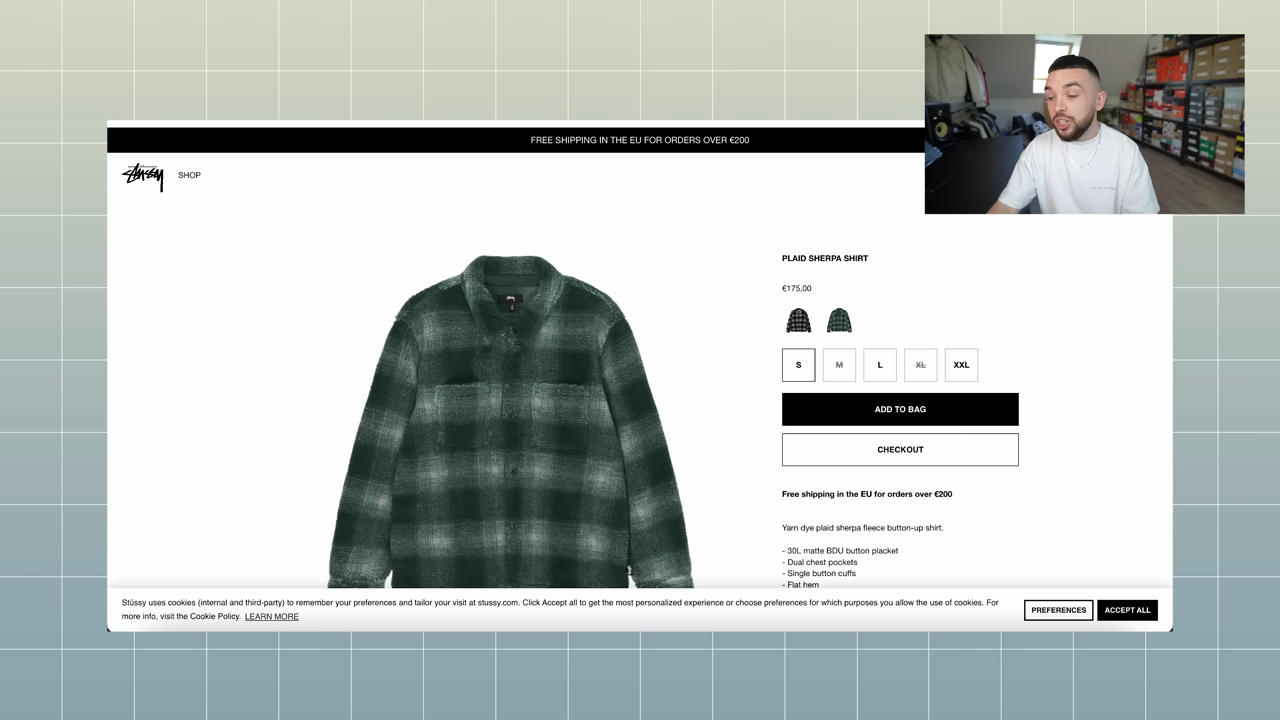 FREE SHIPPING IN THE EU FOR ORDERS OVER €200
Stüssy
SHOP
PLAID SHERPA SHIRT
€175,00
S M L XL XXL
ADD TO BAG
CHECKOUT
Free shipping in the EU for orders over €200
Yarn dye plaid sherpa fleece button-up shirt.
- 30L matte BDU button placket
- Dual chest pockets
- Single button cuffs
- Flat hem
Stüssy uses cookies (internal and third-party) to remember your preferences and tailor your visit at stussy.com. Click Accept all to get the most personalized experience or choose preferences for which purposes you allow the use of cookies. For
more info, visit the Cookie Policy. LEARN MORE
PREFERENCES
ACCEPT ALL